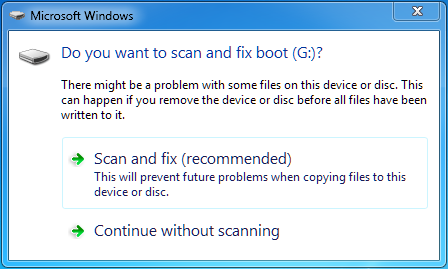 Microsoft Windows
Do you want to scan and fix boot (G:)?
There might be a problem with some files on this device or disc. This
can happen if you remove the device or disc before all files have been
written to it.
Scan and fix (recommended)
This will prevent future problems when copying files to this
device or disc.
Continue without scanning